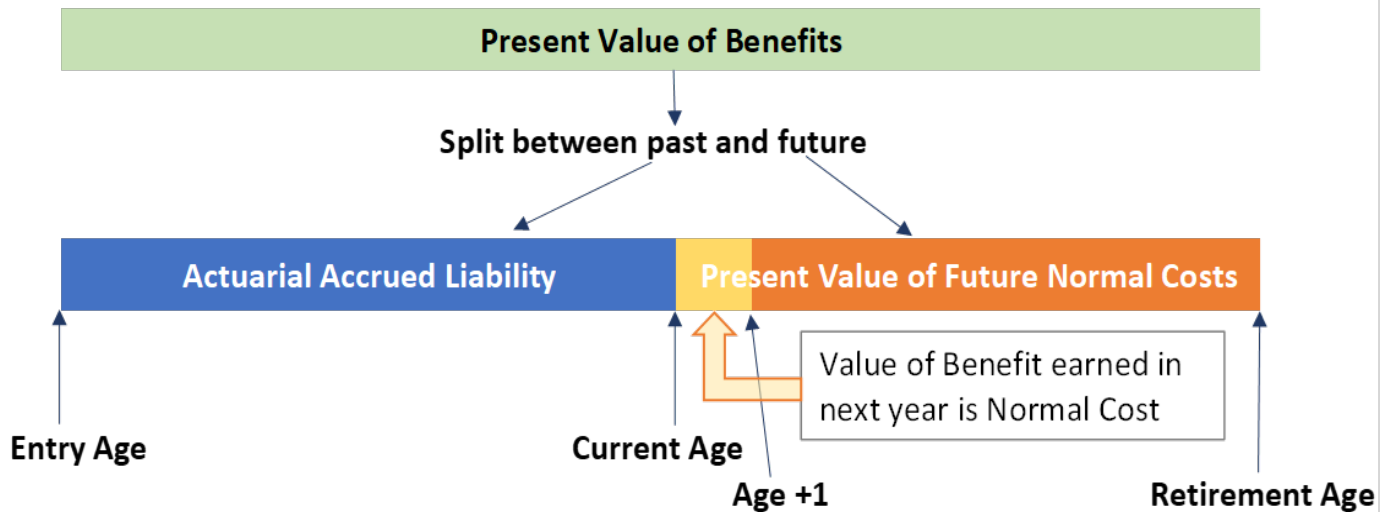 Present Value of Benefits
Split between past and future
Actuarial Accrued Liability
Present Value of Future Normal Costs
Value of Benefit earned in
next year is Normal Cost
Entry Age
Current Age
Age +1
Retirement Age